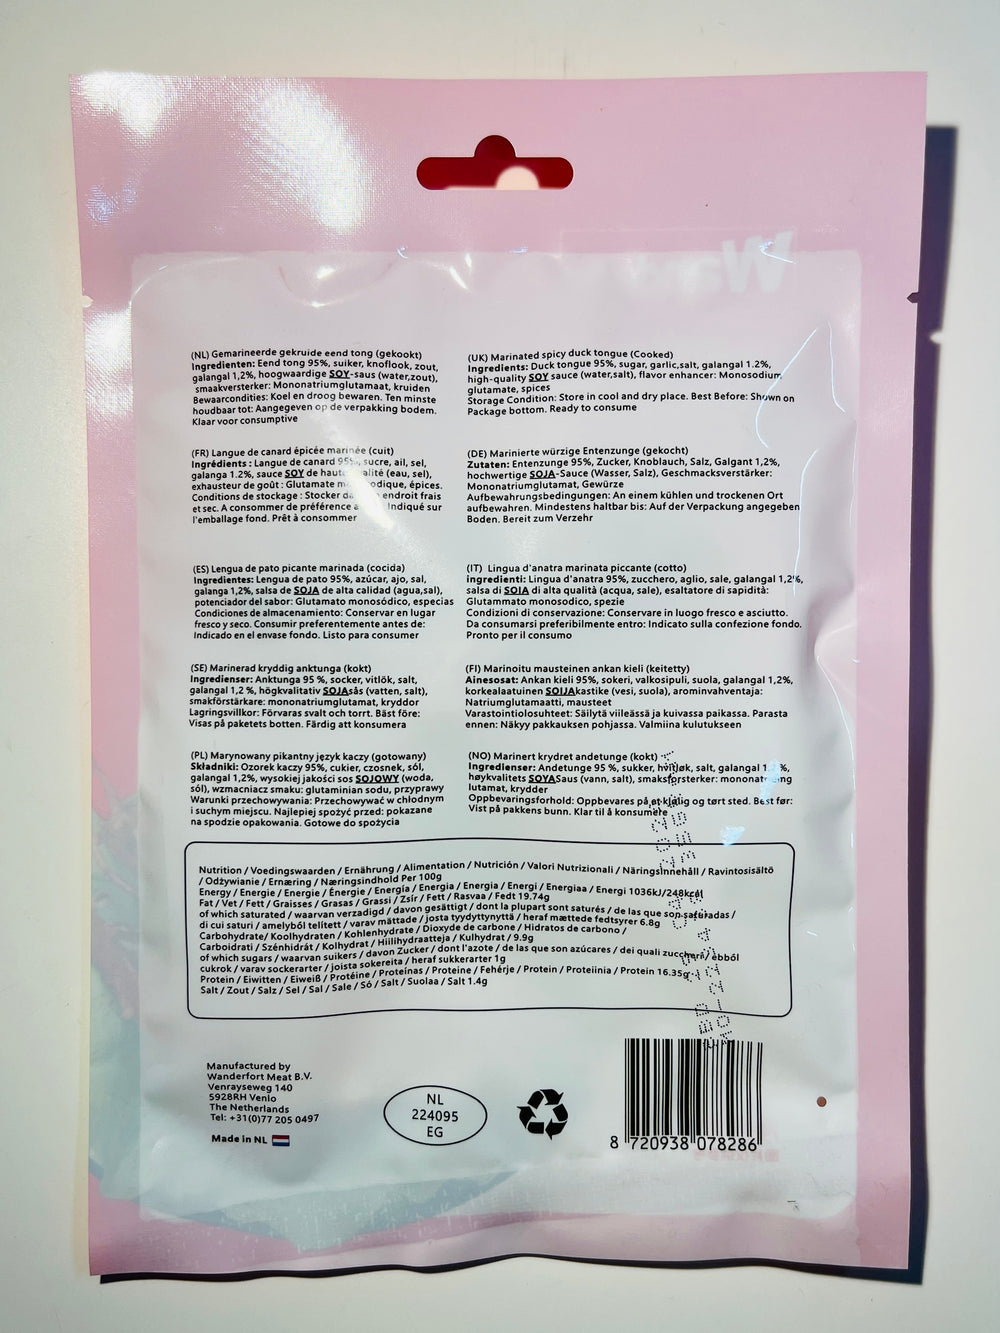 (NL) Gemarineerde gekruide eend tong (gekookt)
Ingredienten: Eend tong 95%, suiker, knoflook, zout,
galangal 1,2%, hoogwaardige SOY-saus (water,zout),
smaakversterker: Mononatriumglutamaat, kruiden
Bewaarcondities: Koel en droog bewaren. Ten minste
houdbaar tot: Aangegeven op de verpakking bodem.
Klaar voor consumptive
(UK) Marinated spicy duck tongue (Cooked)
Ingredients: Duck tongue 95%, sugar, garlic,salt, galangal 1.2%,
high-quality SOY sauce (water,salt), flavor enhancer: Monosodium
glutamate, spices
Storage Condition: Store in cool and dry place. Best Before: Shown on
Package bottom. Ready to consume
(FR) Langue de canard épicée marinée (cuit)
Ingrédients : Langue de canard 95%, sucre, ail, sel,
galanga 1.2%, sauce SOY de haute (eau, sel),
exhausteur de goût : Glutamate épices.
Conditions de stockage : Stocker endroit frais
et sec. A consommer de préférence Indiqué sur
l'emballage fond. Prêt à consommer
(DE) Marinierte würzige Entenzunge (gekocht)
Zutaten: Entenzunge 95%, Zucker, Knoblauch, Salz, Galgant 1,2%,
hochwertige SOJA-Sauce (Wasser, Salz), Geschmacksverstärker:
Mononatriumglutamat, Gewürze
Aufbewahrungsbedingungen: An einem kühlen und trockenen Ort
aufbewahren. Mindestens haltbar bis: Auf der Verpackung angegeben
Boden. Bereit zum Verzehr
(ES) Lengua de pato picante marinada (cocida)
Ingredientes: Lengua de pato 95%, azúcar, ajo, sal,
galanga 1,2%, salsa de SOJA de alta calidad (agua,sal),
potenciador del sabor: Glutamato monosódico, especias
Condiciones de almacenamiento: Conservar en lugar
fresco y seco. Consumir preferentemente antes de:
Indicado en el envase fondo. Listo para consumer
(IT) Lingua d'anatra marinata piccante (cotto)
Ingredienti: Lingua d'anatra 95%, zucchero, aglio, sale, galangal 1,2%,
salsa di SOIA di alta qualità (acqua, sale), esaltatore di sapidità:
Glutammato monosodico, spezie
Condizioni di conservazione: Conservare in luogo fresco e asciutto.
Da consumarsi preferibilmente entro: Indicato sulla confezione fondo.
Pronto per il consumo
(SE) Marinerad kryddig anktunga (kokt)
Ingredienser: Anktunga 95 %, socker, vitlök, salt,
galangal 1,2 %, högkvalitativ SOJAsås (vatten, salt),
smakförstärkare: mononatriumglutamat, kryddor
Lagringsvillkor: Förvaras svalt och torrt. Bäst före:
Visas på paketets botten. Färdig att konsumera
(FI) Marinoitu mausteinen ankan kieli (keitetty)
Ainesosat: Ankan kieli 95%, sokeri, valkosipuli, suola, galangal 1,2%,
korkealaatuinen SOIJAkastike (vesi, suola), arominvahventaja:
Natriumglutamaatti, mausteet
Varastointiolosuhteet: Säilytä viileässä ja kuivassa paikassa. Parasta
ennen: Näkyy pakkauksen pohjassa. Valmiina kulutukseen
(PL) Marynowany pikantny język kaczy (gotowany)
Składniki: Ozorek kaczy 95%, cukier, czosnek, sól,
galangal 1,2%, wysokiej jakości sos SOJOWY (woda,
sól), wzmacniacz smaku: glutaminian sodu, przyprawy
Warunki przechowywania: Przechowywać w chłodnym
i suchym miejscu. Najlepiej spożyć przed: pokazane
na spodzie opakowania. Gotowe do spożycia
(NO) Marinert krydret andetunge (kokt)
Ingredienser: Andetunge 95 %, sukker, hvitløk, salt, galangal
høykvalitets SOYASaus (vann, salt), smaksforsterker:
lutamat, krydder
Oppbevaringsforhold: Oppbevares på et kjølig og tørt sted. Best før:
Vist på pakkens bunn. Klar til å konsumere
Nutrition / Voedingswaarden / Ernährung / Alimentation / Nutrición / Valori Nutrizionali / Näringsinnehåll / Ravintosisältö
/ Odżywianie / Ernæring / Næringsindhold Per 100g
Energy / Energie / Energie / Énergie / Energía / Energia / Energia / Energi / Energiaa / Energi 1036kJ/248kcal
Fat / Vet / Fett / Graisses / Grasas / Grassi / Zsír / Fett / Rasvaa / Fedt 19.74g
of which saturated / waarvan verzadigd / davon gesättigt / dont la plupart sont saturés / de las que son saturadas /
di cui saturi / amelyből telített / varav mättade / josta tyydyttynyttä / heraf mættede fedtsyrer 6.8g
Carbohydrate / Koolhydraten / Kohlenhydrate / Dioxyde de carbone / Hidratos de carbono /
Carboidrati / Szénhidrát / Kolhydrat / Hiilihydraatteja / Kulhydrat / 9.9g
of which sugars / waarvan suikers / davon Zucker / dont l'azote / de las que son azúcares / dei quali zuccheri / ebből
cukrok / varav sockerarter / joista sokereita / heraf sukkerarter 1g
Protein / Eiwitten / Eiweiß / Protéine / Proteínas / Proteine / Fehérje / Protein / Proteiinia / Protein 16.35g
Salt / Zout / Salz / Sel / Sal / Sale / Só / Salt / Suolaa / Salt 1.4g
Manufactured by
Wanderfort Meat B.V.
Venrayseweg 140
5928RH Venlo
The Netherlands
Tel: +31(0)77 205 0497
Made in NL
NL
224095
EG
8 720938 078286